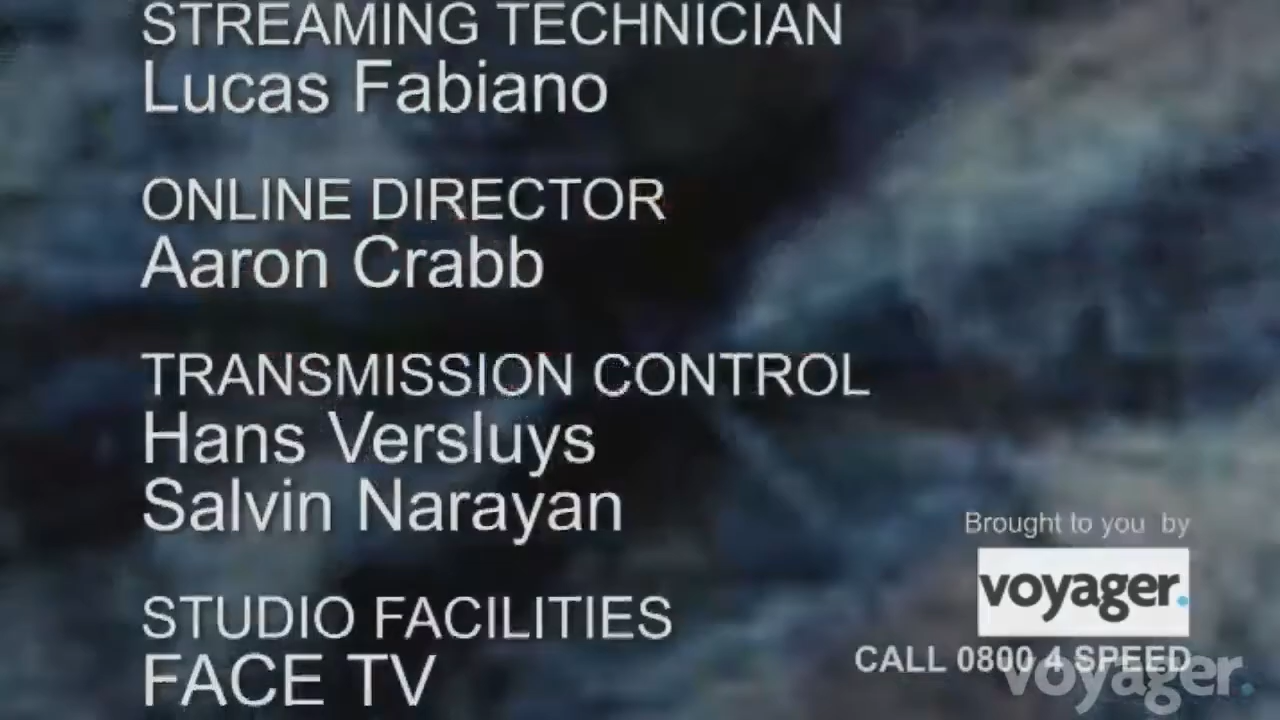 STREAMING TECHNICIAN
Lucas Fabiano
ONLINE DIRECTOR
Aaron Crabb
TRANSMISSION CONTROL
Hans Versluys
Salvin Narayan
STUDIO FACILITIES
FACE TV
Brought to you by
voyager.
CALL 0800 4 SPEED
voyager.